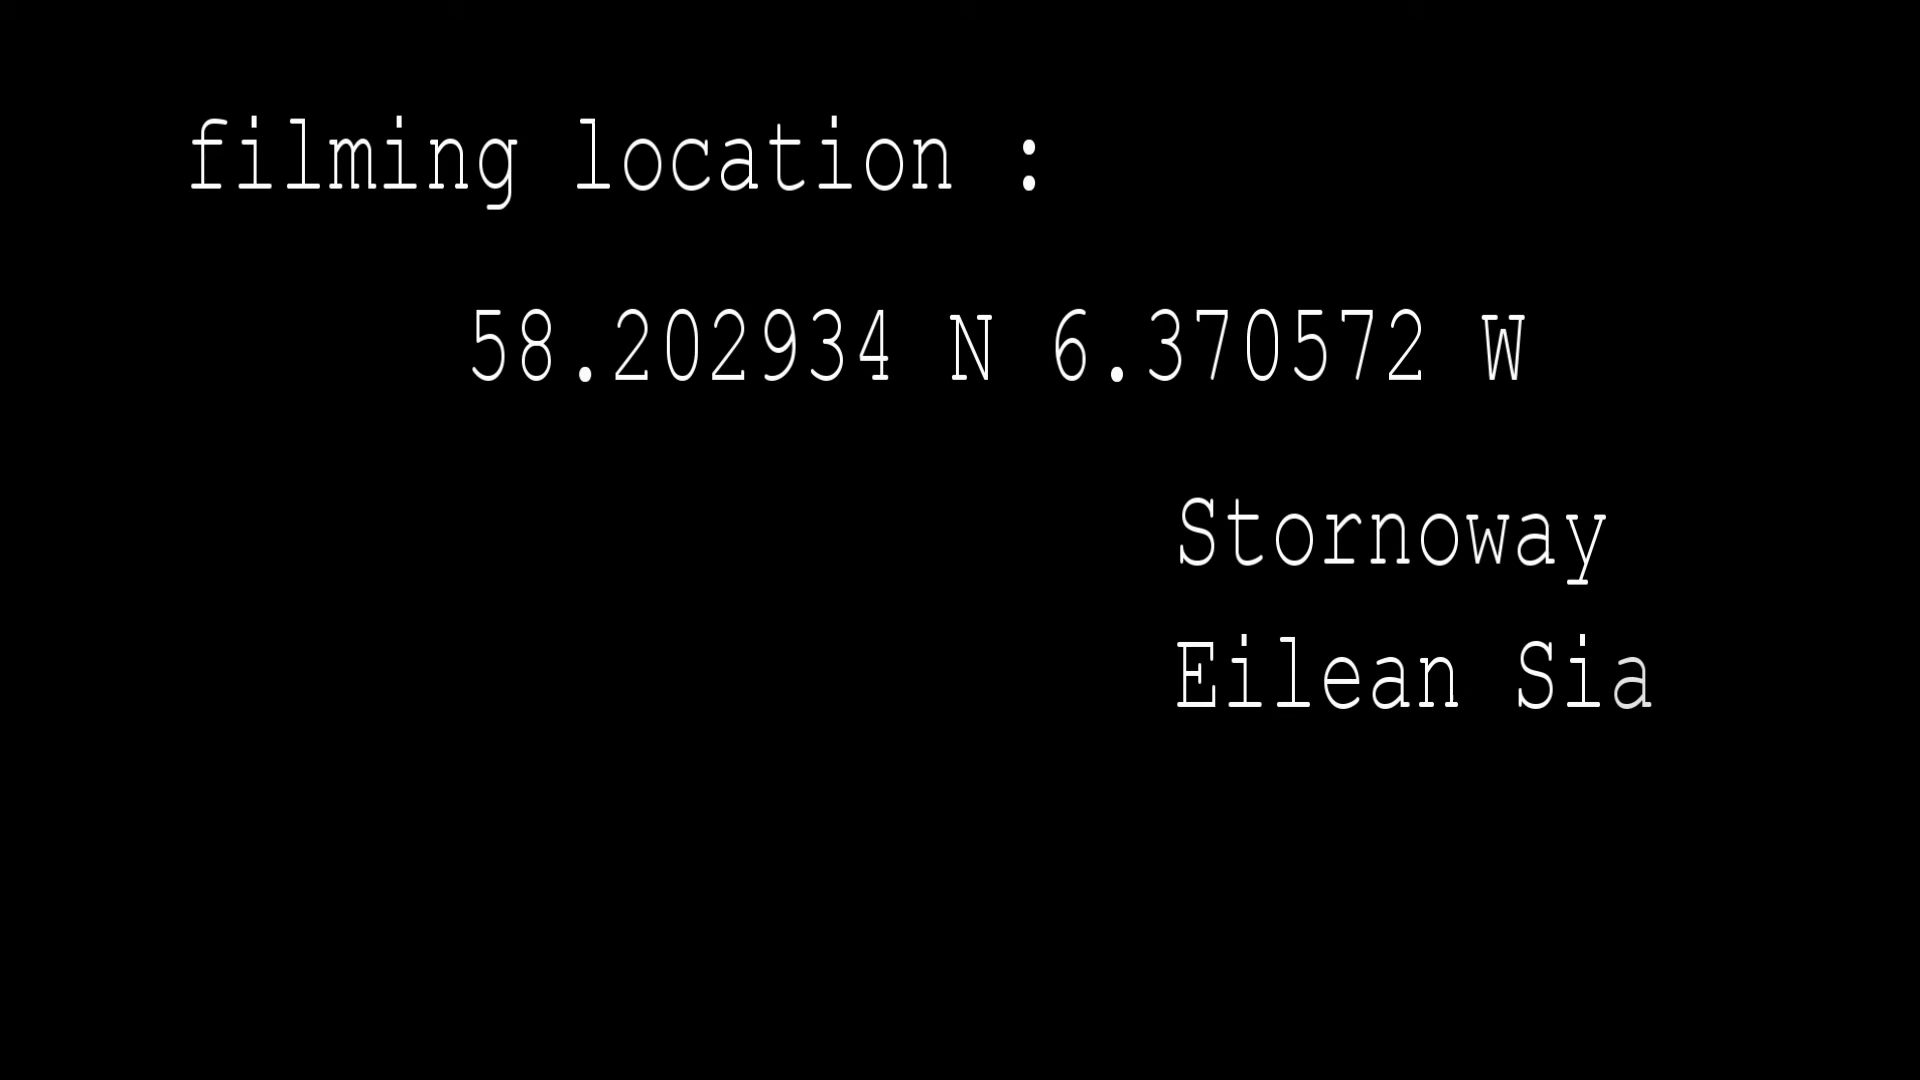 filming location :
58.202934 N 6.370572 W
Stornoway
Eilean Sia